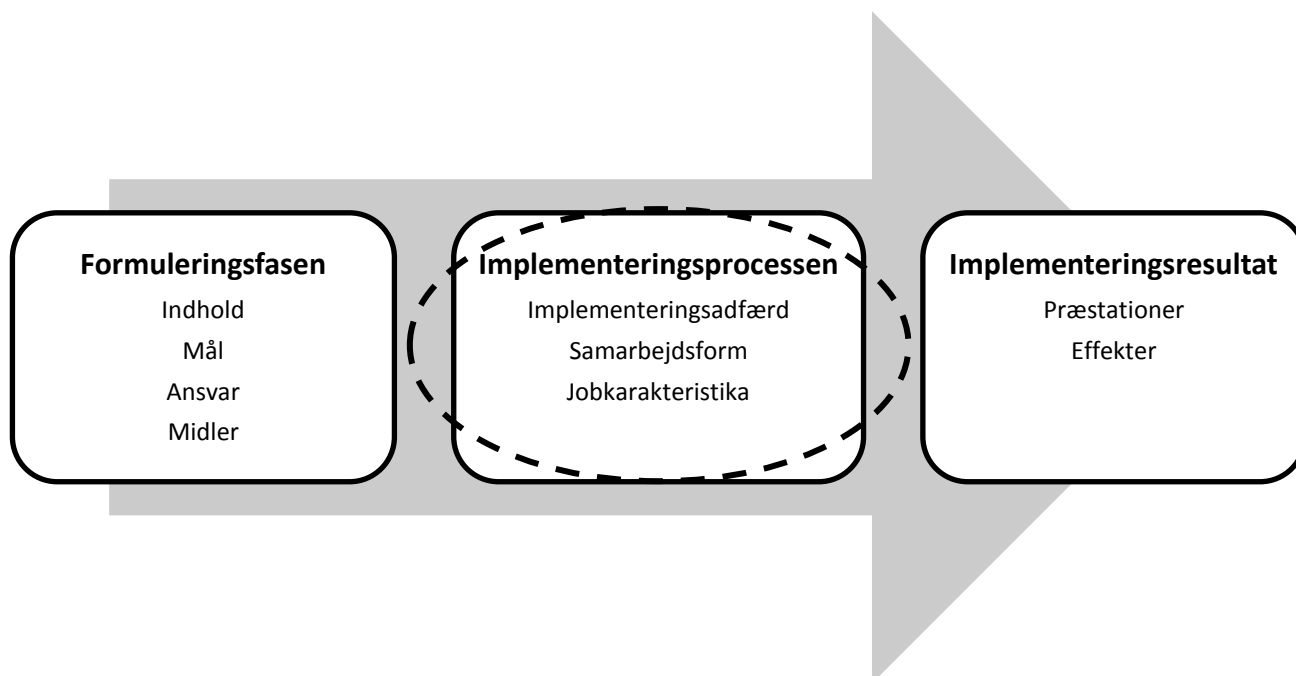 Formuleringsfasen
Indhold
Mål
Ansvar
Midler
Implementeringsprocessen
Implementeringsadfærd
Samarbejdsform
Jobkarakteristika
Implementeringsresultat
Præstationer
Effekter